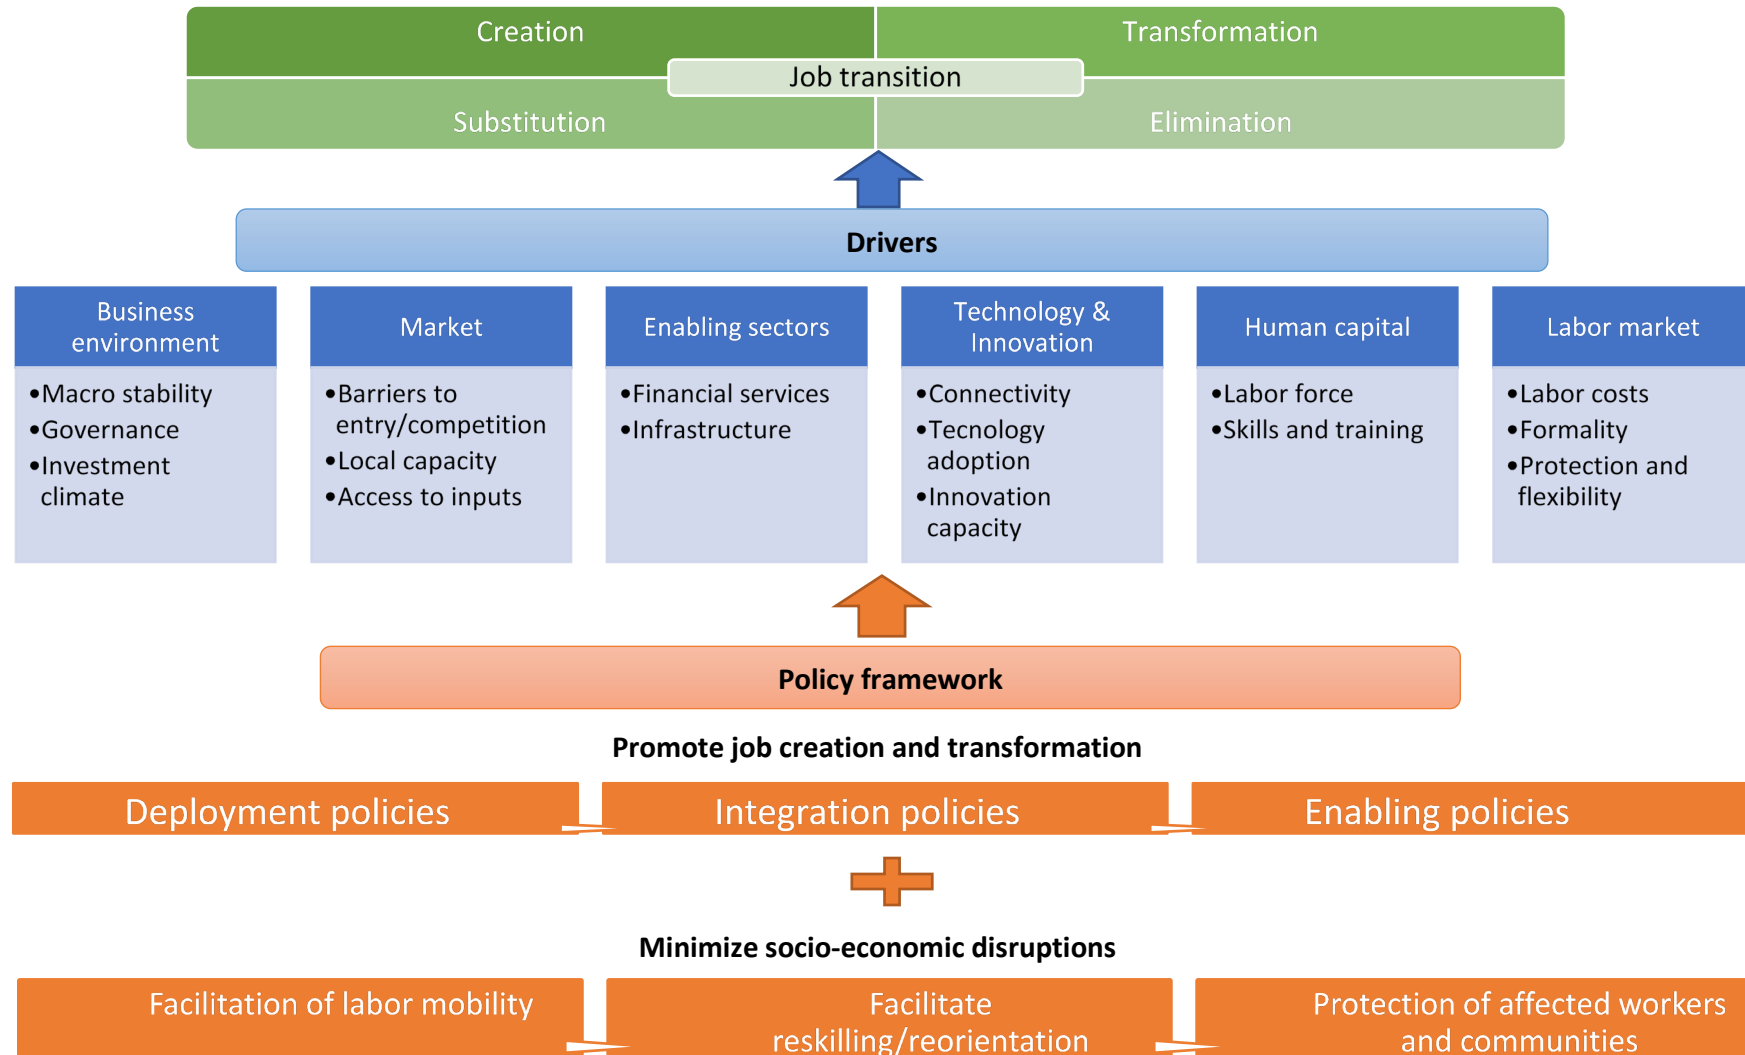 Creation
Transformation
Job transition
Substitution
Elimination
Drivers
Business
environment
•Macro stability
•Governance
•Investment
climate
Market
•Barriers to
entry/competition
•Local capacity
•Access to inputs
Enabling sectors
•Financial services
•Infrastructure
Technology &
Innovation
•Connectivity
•Tecnology
adoption
•Innovation
capacity
Human capital
•Labor force
•Skills and training
Labor market
•Labor costs
•Formality
•Protection and
flexibility
Policy framework
Promote job creation and transformation
Deployment policies
Integration policies
Enabling policies
Minimize socio-economic disruptions
Facilitation of labor mobility
Facilitate
reskilling/reorientation
Protection of affected workers
and communities